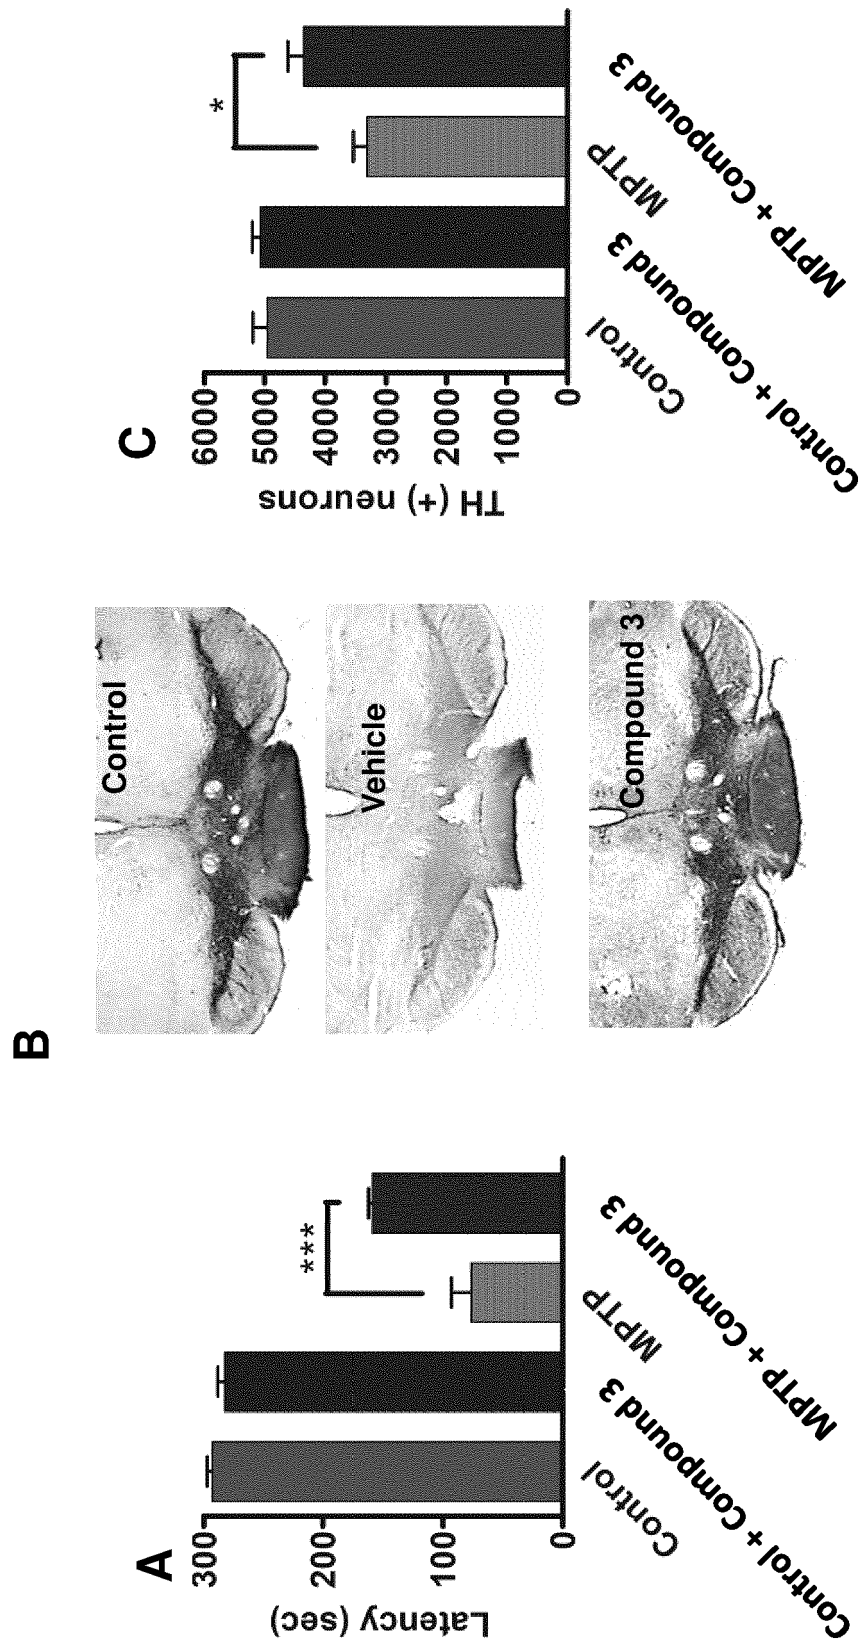 A
Latency (sec)
300
200
100
0
***
Control
Control + Compound 3
MPTP
MPTP + Compound 3
B
Control
Vehicle
Compound 3
C
TH (+) neurons
6000
5000
4000
3000
2000
1000
0
*
Control
Control + Compound 3
MPTP
MPTP + Compound 3